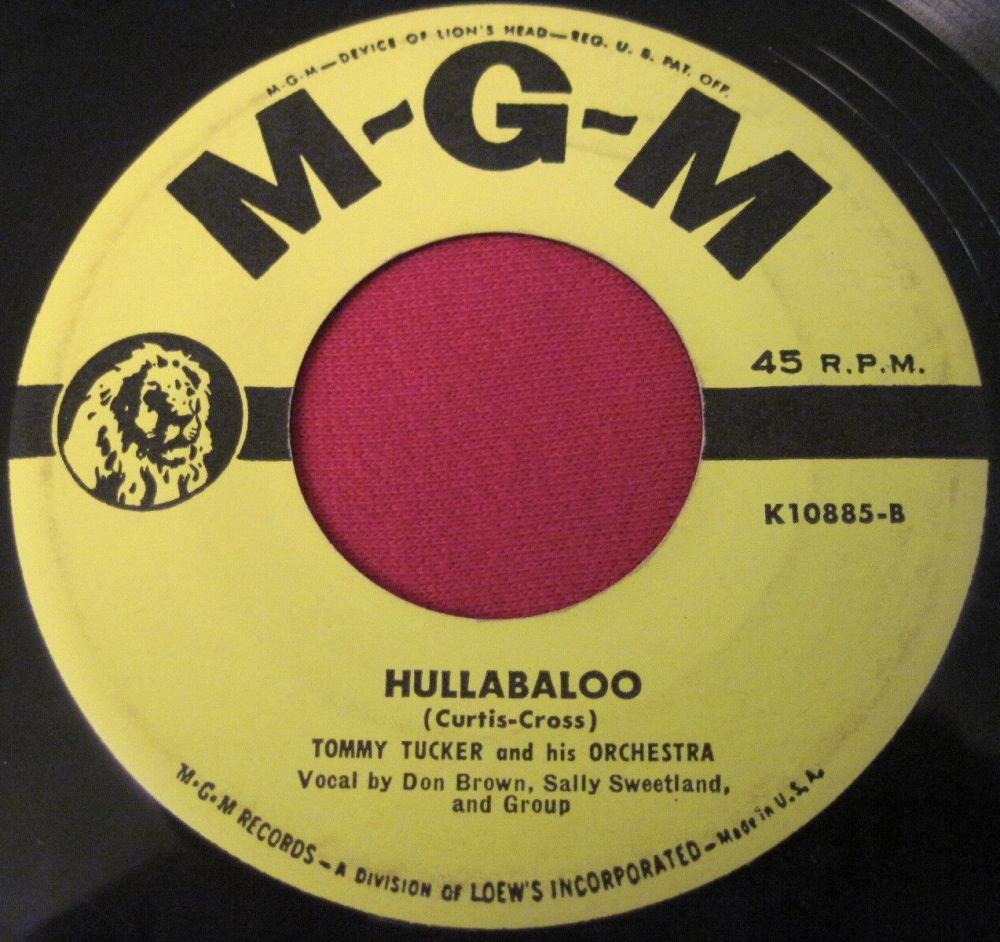 M-G-M—DEVICE OF LION'S HEAD—REG. U. S. PAT. OFF.
M-G-M
45 R.P.M.
K10885-B
HULLABALOO
(Curtis-Cross)
TOMMY TUCKER and his ORCHESTRA
Vocal by Don Brown, Sally Sweetland,
and Group
M-G-M RECORDS – A DIVISION OF LOEW'S INCORPORATED – Made in U.S.A.